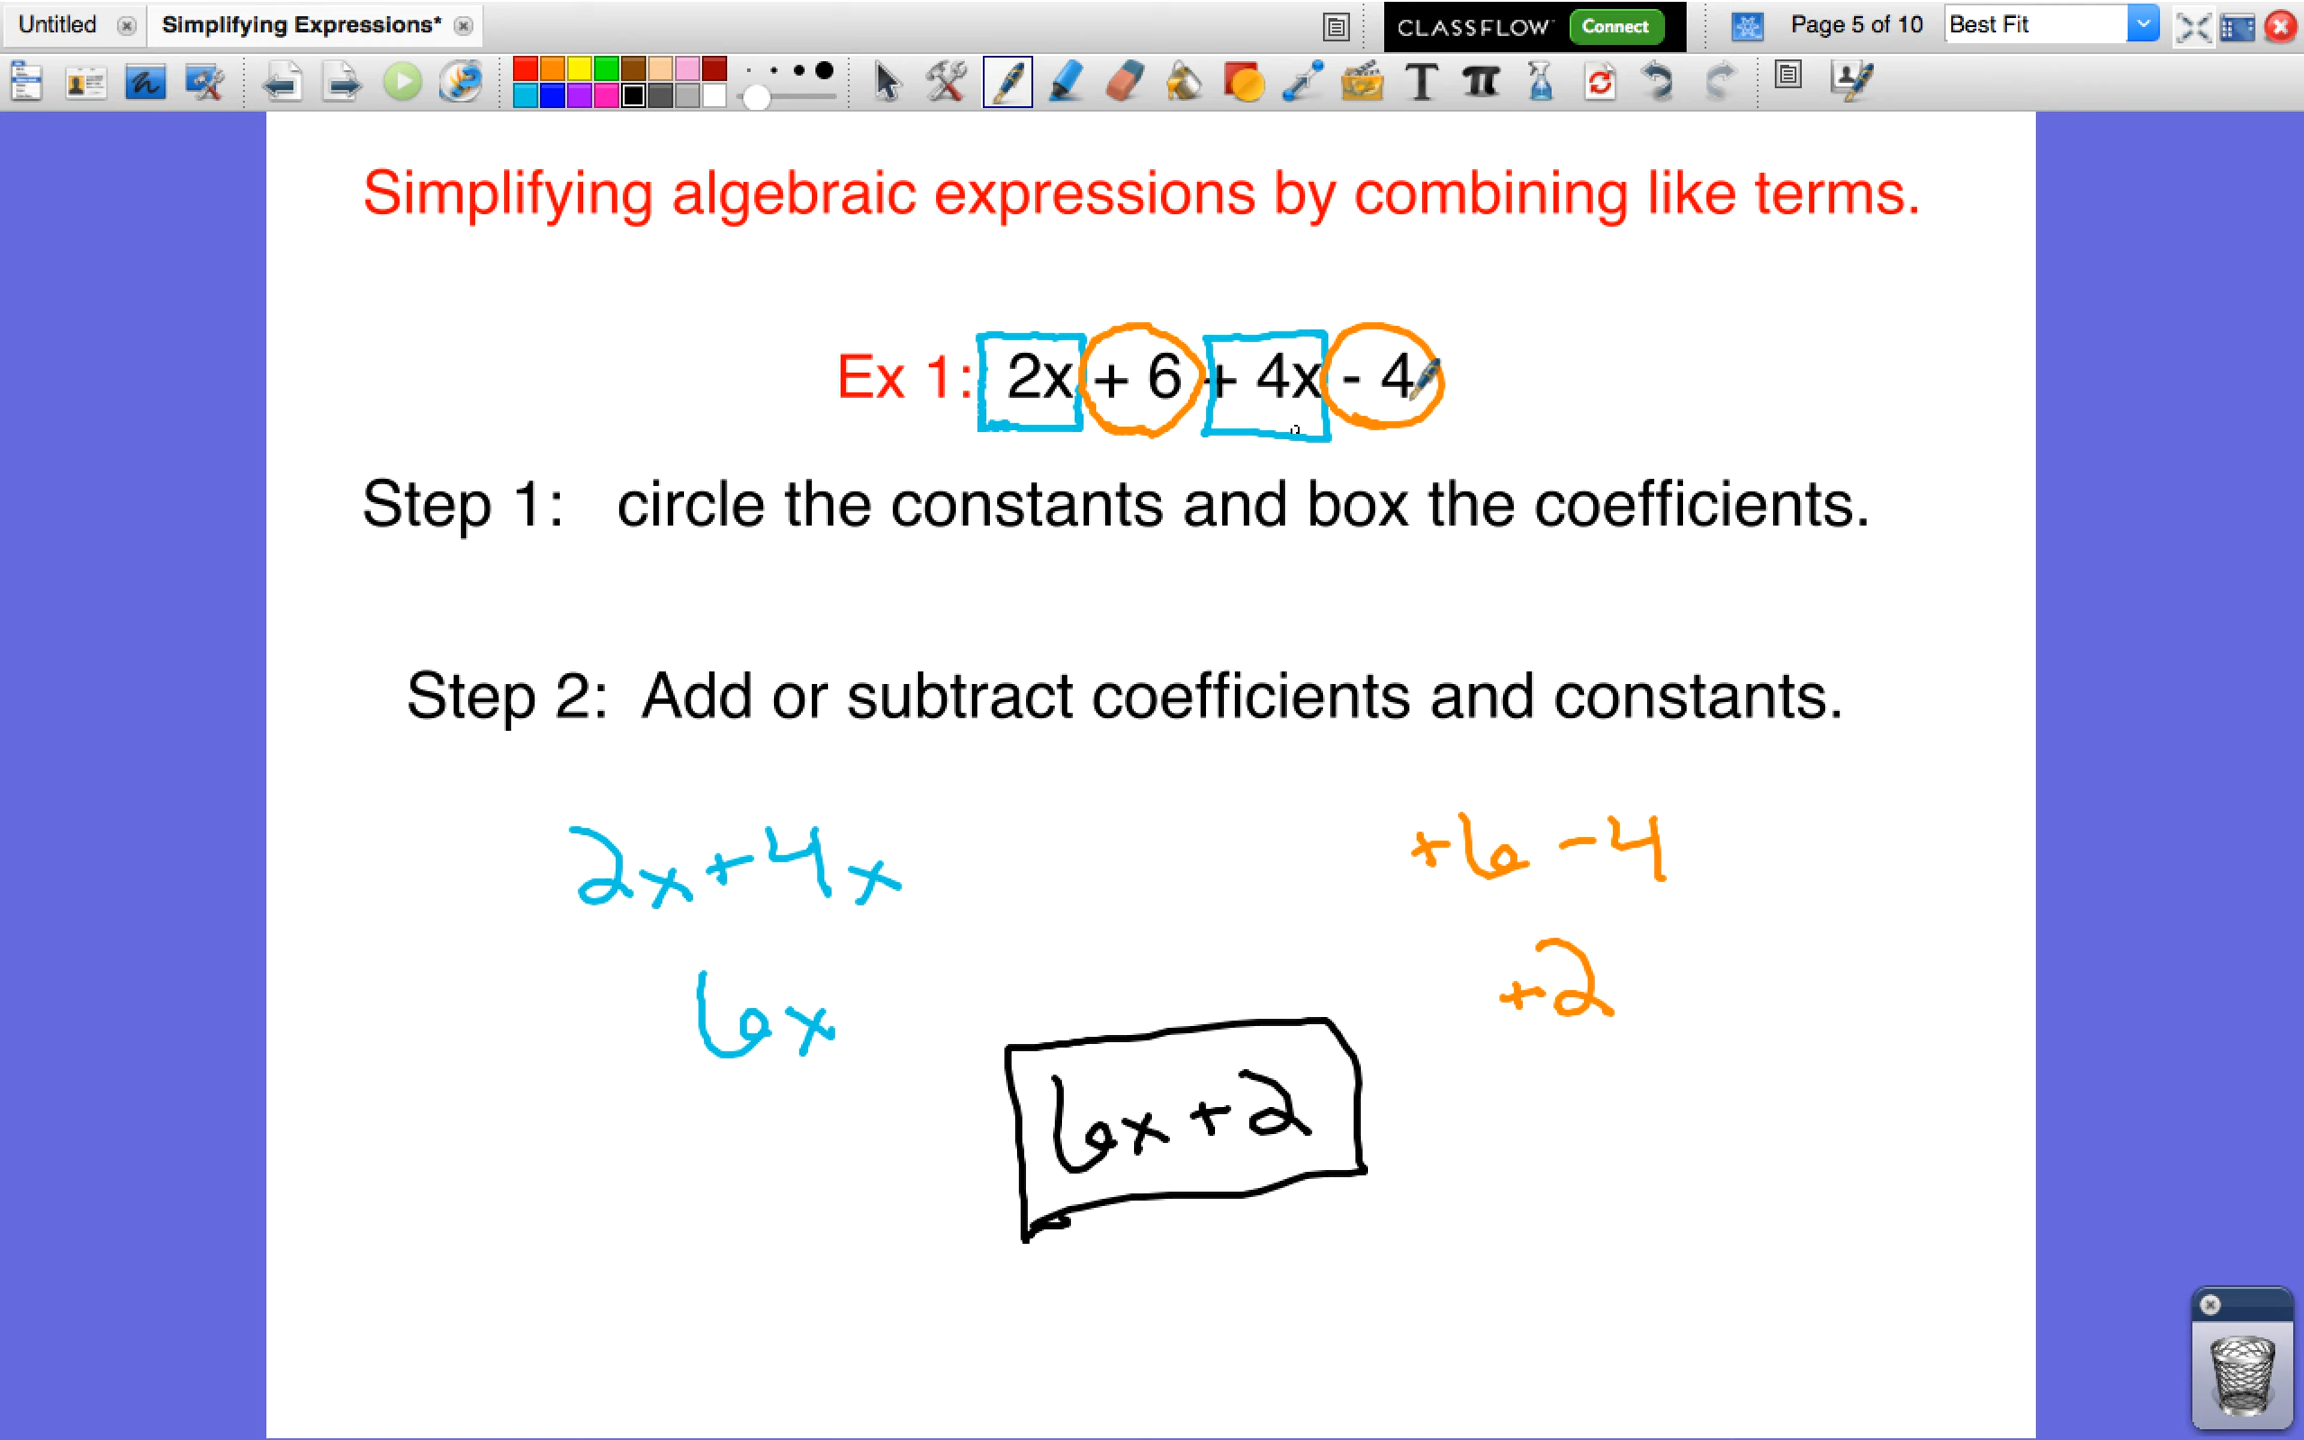 Untitled Simplifying Expressions* CLASSFLOW Connect Page 5 of 10 Best Fit
T π
Simplifying algebraic expressions by combining like terms.
Ex 1: 2x + 6 + 4x - 4
Step 1: circle the constants and box the coefficients.
Step 2: Add or subtract coefficients and constants.
2x+4x +6-4
6x +2
6x+2